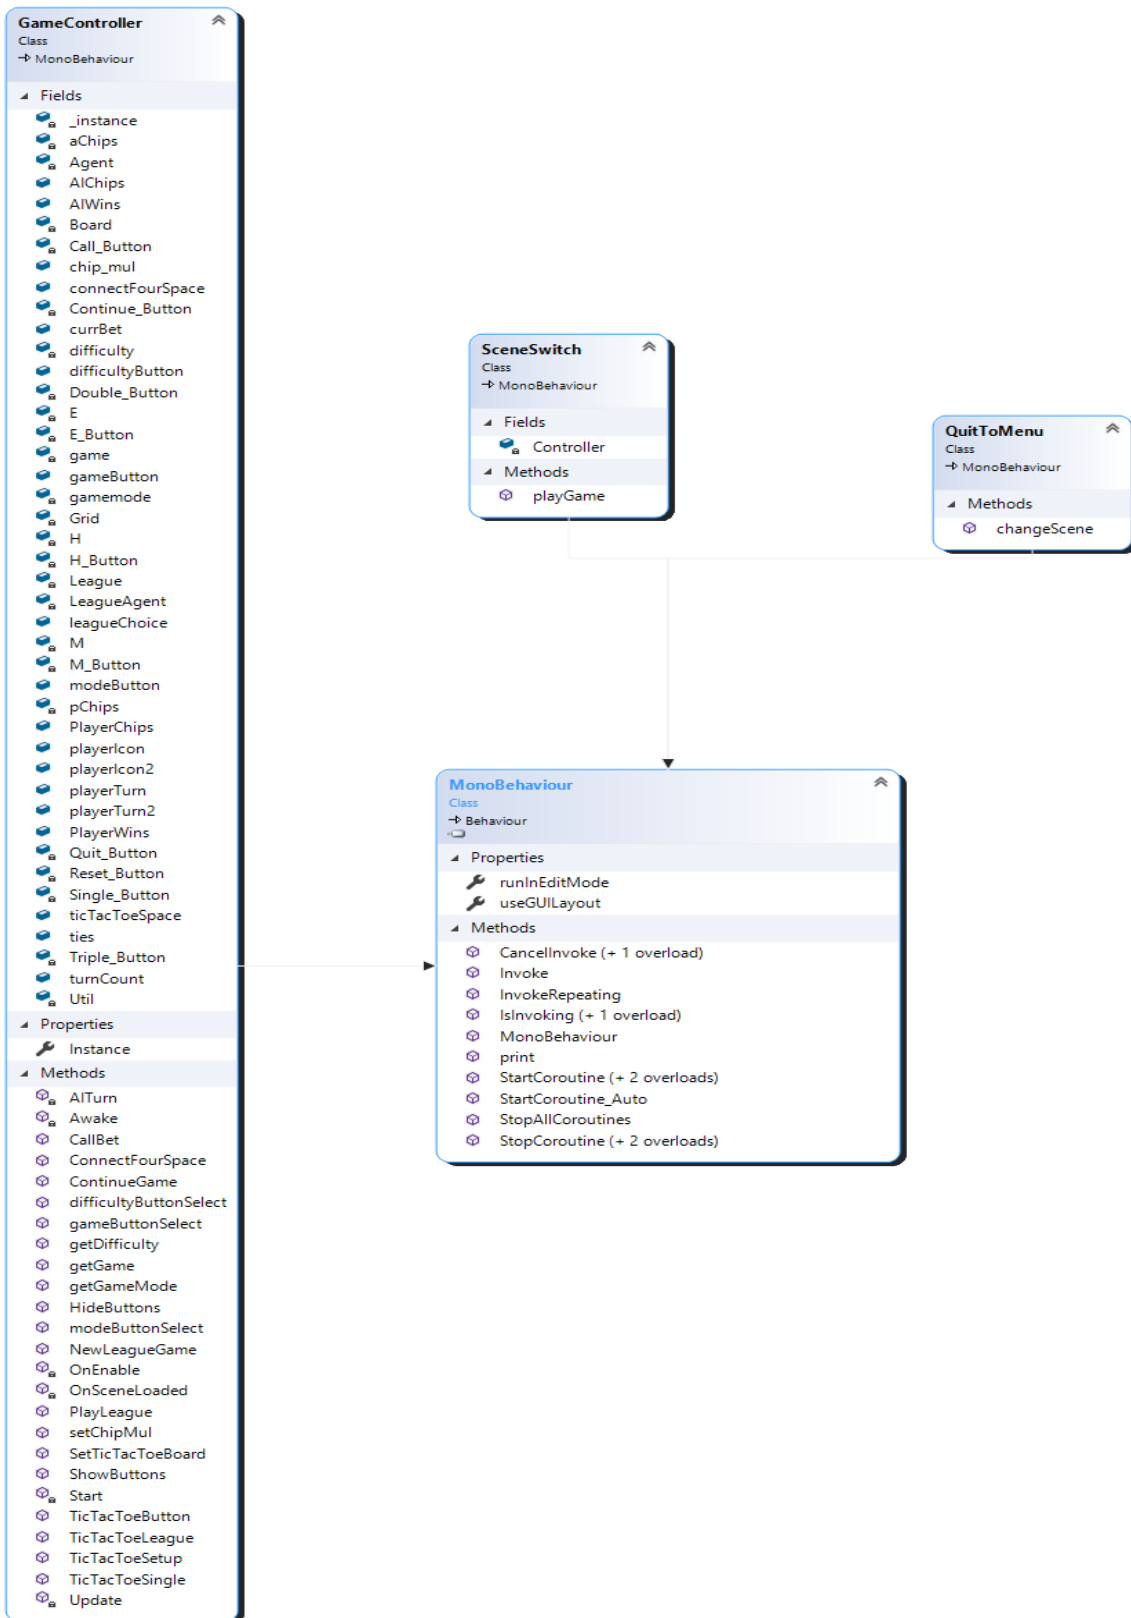 GameController
Class
MonoBehaviour
Fields
_instance
aChips
Agent
AIChips
AIWins
Board
Call_Button
chip_mul
connectFourSpace
Continue_Button
currBet
difficulty
difficultyButton
Double_Button
E
E_Button
game
gameButton
gamemode
Grid
H
H_Button
League
LeagueAgent
leagueChoice
M
M_Button
modeButton
pChips
PlayerChips
playerIcon
playerIcon2
playerTurn
playerTurn2
PlayerWins
Quit_Button
Reset_Button
Single_Button
ticTacToeSpace
ties
Triple_Button
turnCount
Util
Properties
Instance
Methods
AITurn
Awake
CallBet
ConnectFourSpace
ContinueGame
difficultyButtonSelect
gameButtonSelect
getDifficulty
getGame
getGameMode
HideButtons
modeButtonSelect
NewLeagueGame
OnEnable
OnSceneLoaded
PlayLeague
setChipMul
SetTicTacToeBoard
ShowButtons
Start
TicTacToeButton
TicTacToeLeague
TicTacToeSetup
TicTacToeSingle
Update
SceneSwitch
Class
MonoBehaviour
Fields
Controller
Methods
playGame
QuitToMenu
Class
MonoBehaviour
Methods
changeScene
MonoBehaviour
Class
Behaviour
Properties
runInEditMode
useGUILayout
Methods
CancelInvoke (+ 1 overload)
Invoke
InvokeRepeating
IsInvoking (+ 1 overload)
MonoBehaviour
print
StartCoroutine (+ 2 overloads)
StartCoroutine_Auto
StopAllCoroutines
StopCoroutine (+ 2 overloads)